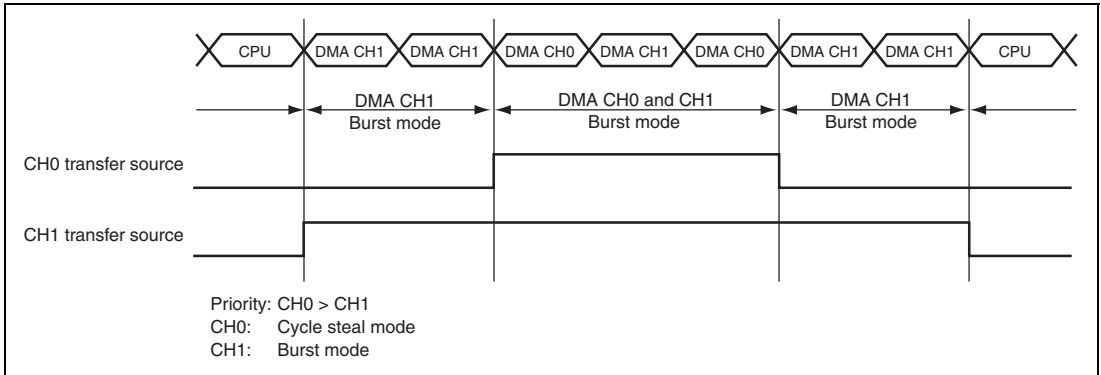 CPU DMA CH1 DMA CH1 DMA CH0 DMA CH1 DMA CH0 DMA CH1 DMA CH1 CPU
DMA CH1 DMA CH0 and CH1 DMA CH1
Burst mode Burst mode Burst mode
CH0 transfer source
CH1 transfer source
Priority: CH0 > CH1
CH0: Cycle steal mode
CH1: Burst mode